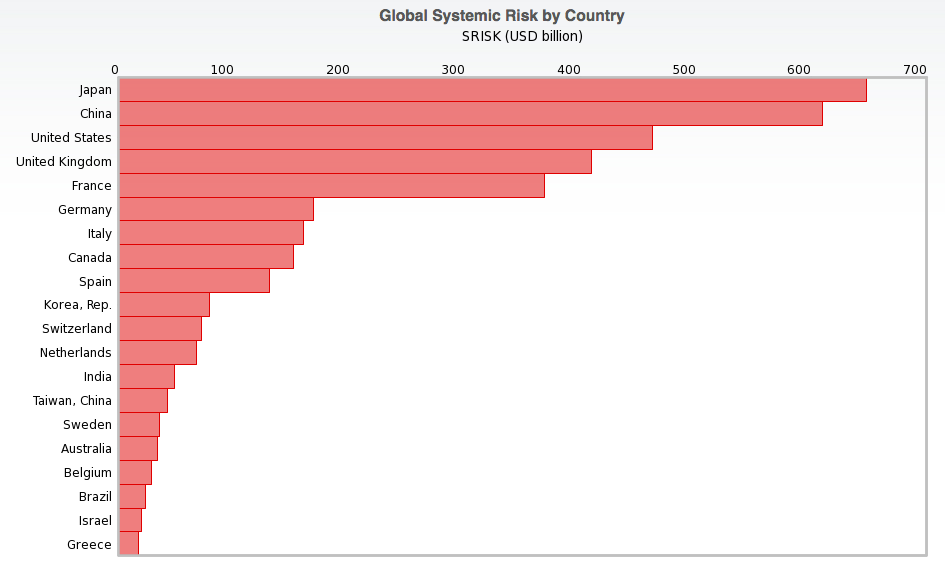 Global Systemic Risk by Country
SRISK (USD billion)
0 100 200 300 400 500 600 700
Japan
China
United States
United Kingdom
France
Germany
Italy
Canada
Spain
Korea, Rep.
Switzerland
Netherlands
India
Taiwan, China
Sweden
Australia
Belgium
Brazil
Israel
Greece